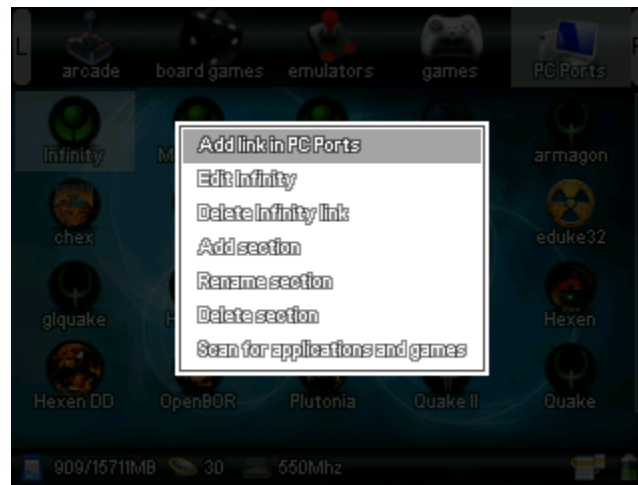 L
arcade board games emulators games PC Ports
Add link in PC Ports
Infinity armagon
Edit Infinity
Delete Infinity link
Add section
chex eduke32
Rename section
Delete section
glquake Hexen
Scan for applications and games
Hexen DD OpenBOR Plutonia Quake II Quake
909/15711MB 30 550Mhz